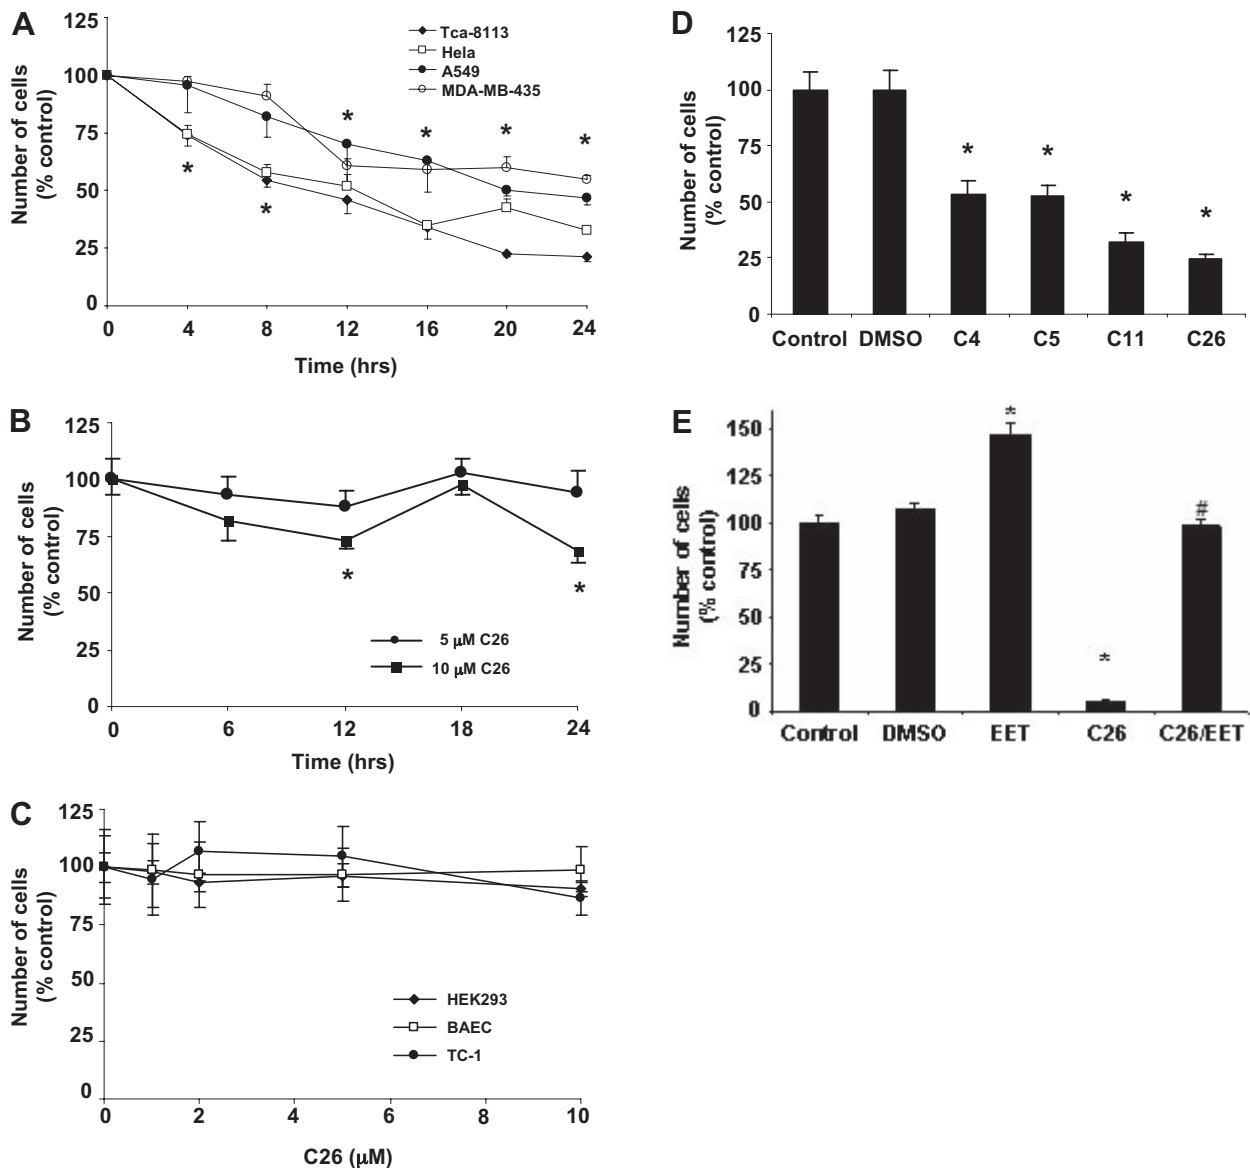 A
Number of cells
(% control)
125
100
75
50
25
0
Tca-8113
Hela
A549
MDA-MB-435
*
*
*
*
*
*
0 4 8 12 16 20 24
Time (hrs)
B
Number of cells
(% control)
125
100
75
50
25
0
*
*
5 μM C26
10 μM C26
0 6 12 18 24
Time (hrs)
C
Number of cells
(% control)
125
100
75
50
25
0
HEK293
BAEC
TC-1
0 2 4 6 8 10
C26 (μM)
D
Number of cells
(% control)
125
100
75
50
25
0
* * * *
Control DMSO C4 C5 C11 C26
E
Number of cells
(% control)
150
125
100
75
50
25
0
* * #
Control DMSO EET C26 C26/EET